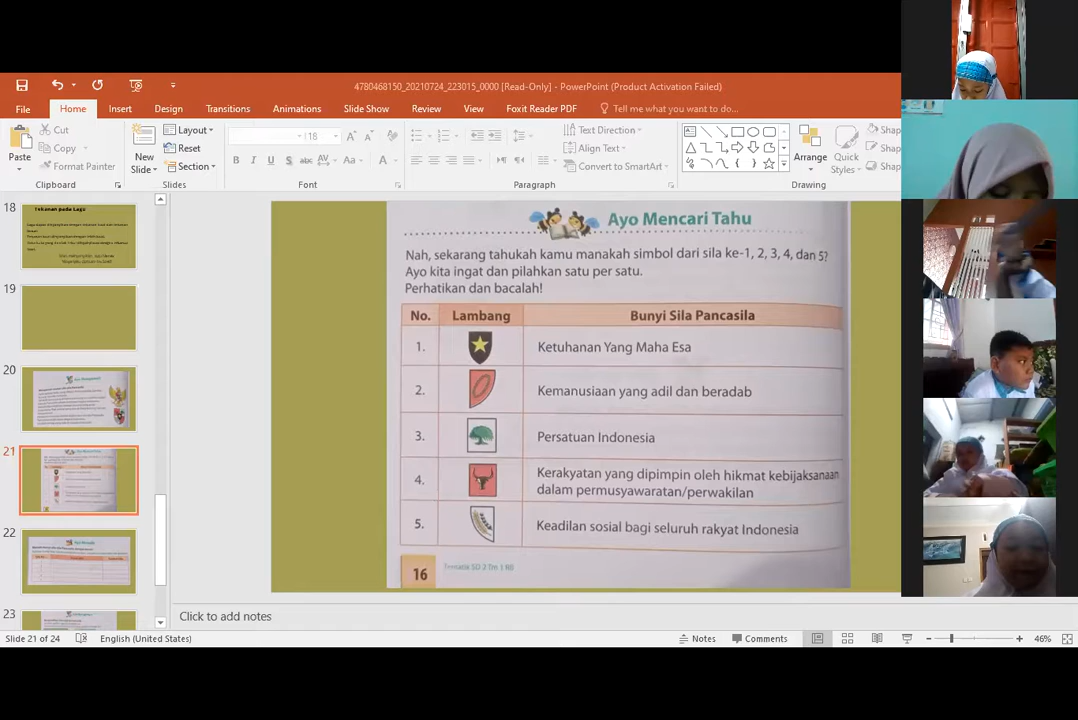 4780468150_20210724_223015_0000 [Read-Only] - PowerPoint (Product Activation Failed)
File
Home
Insert
Design
Transitions
Animations
Slide Show
Review
View
Foxit Reader PDF
Tell me what you want to do...
Paste
Cut
Copy
Format Painter
Clipboard
New Slide
Layout
Reset
Section
Slides
18
Font
Text Direction
Align Text
Convert to SmartArt
Paragraph
Arrange
Quick Styles
Drawing
18
Tekanan pada Lagu
19
20
21
22
23
Ayo Mencari Tahu
Nah, sekarang tahukah kamu manakah simbol dari sila ke-1, 2, 3, 4, dan 5?
Ayo kita ingat dan pilahkan satu per satu.
Perhatikan dan bacalah!
No. Lambang Bunyi Sila Pancasila
1. Ketuhanan Yang Maha Esa
2. Kemanusiaan yang adil dan beradab
3. Persatuan Indonesia
4. Kerakyatan yang dipimpin oleh hikmat kebijaksanaan
dalam permusyawaratan/perwakilan
5. Keadilan sosial bagi seluruh rakyat Indonesia
16
Tematik SD 2
Click to add notes
Slide 21 of 24
English (United States)
Notes
Comments
46%